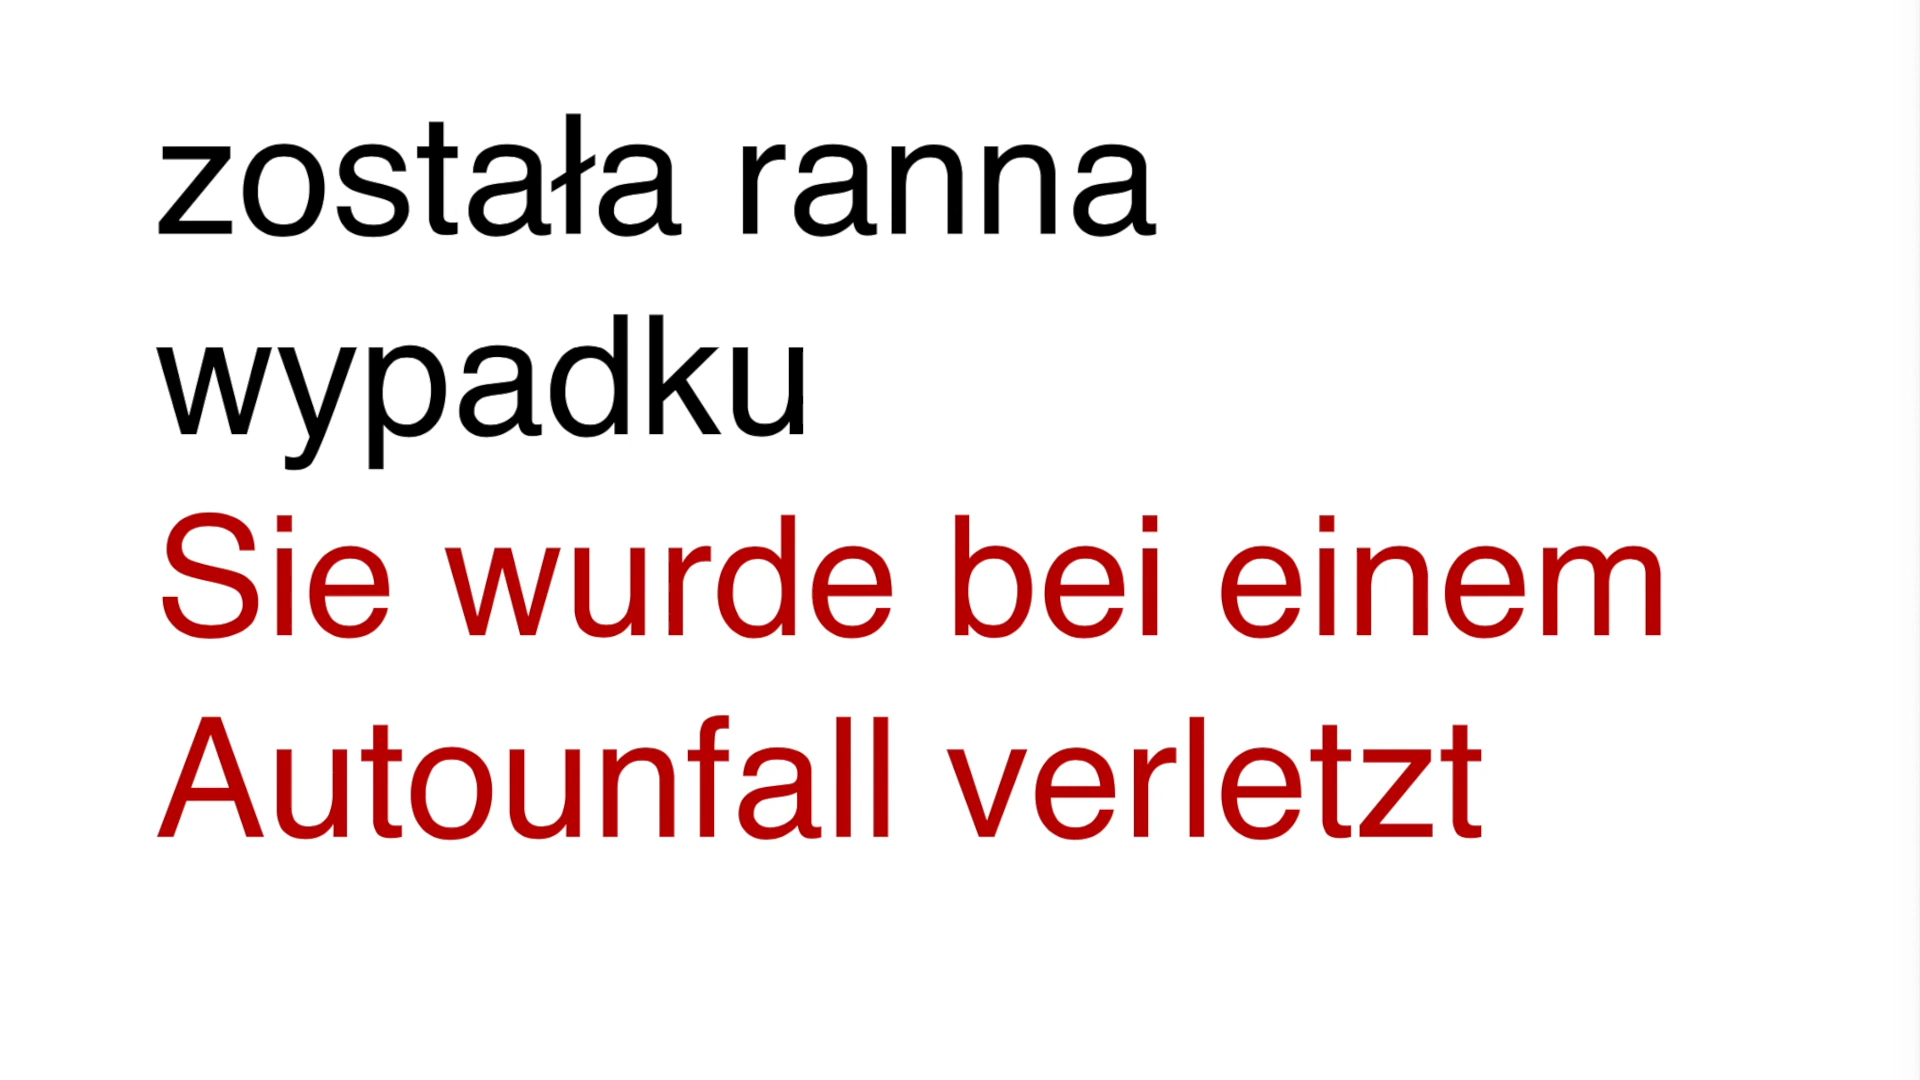 została ranna
wypadku
Sie wurde bei einem
Autounfall verletzt